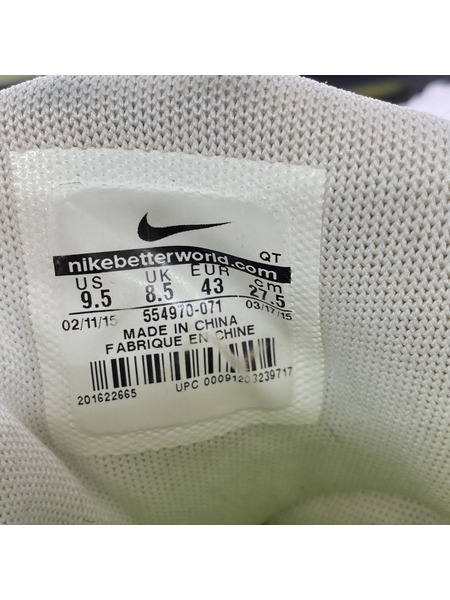 QT
nikebetterworld.com
US UK EUR cm
9.5 8.5 43 27.5
02/11/15 554970-071 03/17/15
MADE IN CHINA
FABRIQUE EN CHINE
201622665 UPC 00091203239717